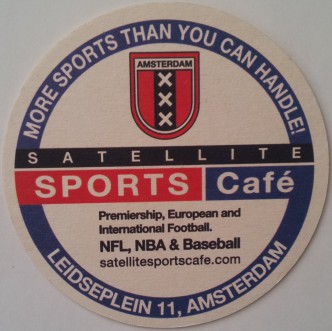 MORE SPORTS THAN YOU CAN HANDLE!
AMSTERDAM
SATELLITE
SPORTS Café
Premiership, European and
International Football.
NFL, NBA & Baseball
satellitesportscafe.com
LEIDSEPLEIN 11, AMSTERDAM